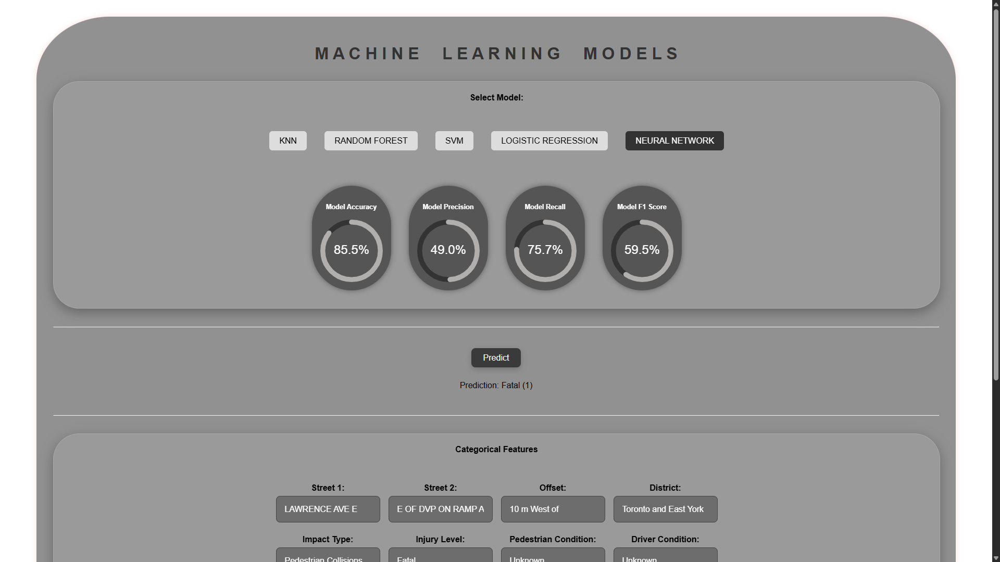 MACHINE LEARNING MODELS
Select Model:
KNN RANDOM FOREST SVM LOGISTIC REGRESSION NEURAL NETWORK
Model Accuracy Model Precision Model Recall Model F1 Score
85.5% 49.0% 75.7% 59.5%
Predict
Prediction: Fatal (1)
Categorical Features
Street 1: Street 2: Offset: District:
LAWRENCE AVE E E OF DVP ON RAMP A 10 m West of Toronto and East York
Impact Type: Injury Level: Pedestrian Condition: Driver Condition:
Pedestrian Collisions Fatal Unknown Unknown